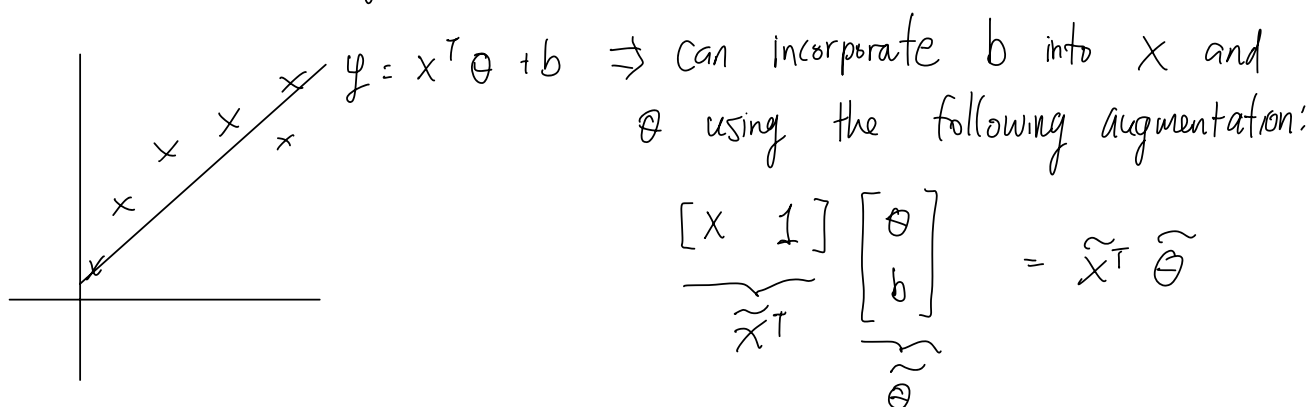 y = x^T θ + b ⇒ can incorporate b into x and
θ using the following augmentation:
[x 1] [θ b] = x̃^T θ̃
x̃^T
θ̃